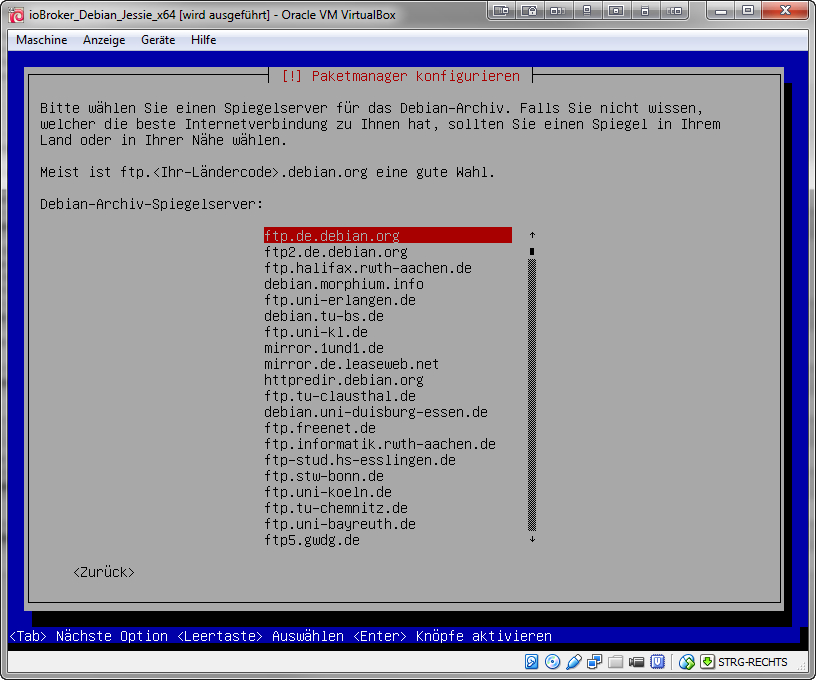 ioBroker_Debian_Jessie_x64 [wird ausgeführt] - Oracle VM VirtualBox
Maschine Anzeige Geräte Hilfe
[!] Paketmanager konfigurieren
Bitte wählen Sie einen Spiegelserver für das Debian-Archiv. Falls Sie nicht wissen,
welcher die beste Internetverbindung zu Ihnen hat, sollten Sie einen Spiegel in Ihrem
Land oder in Ihrer Nähe wählen.
Meist ist ftp.<Ihr-Ländercode>.debian.org eine gute Wahl.
Debian-Archiv-Spiegelserver:
ftp.de.debian.org
ftp2.de.debian.org
ftp.halifax.rwth-aachen.de
debian.morphium.info
ftp.uni-erlangen.de
debian.tu-bs.de
ftp.uni-kl.de
mirror.1und1.de
mirror.de.leaseweb.net
httpredir.debian.org
ftp.tu-clausthal.de
debian.uni-duisburg-essen.de
ftp.freenet.de
ftp.informatik.rwth-aachen.de
ftp-stud.hs-esslingen.de
ftp.stw-bonn.de
ftp.uni-koeln.de
ftp.tu-chemnitz.de
ftp.uni-bayreuth.de
ftp5.gwdg.de
<Zurück>
<Tab> Nächste Option <Leertaste> Auswählen <Enter> Knöpfe aktivieren
STRG-RECHTS